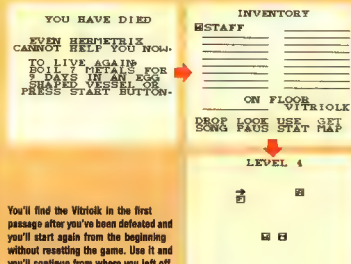 YOU HAVE DIED
EVEN HERMETRIX
CANNOT HELP YOU NOW.
TO LIVE AGAIN
BOIL 7 METALS FOR
9 DAYS IN AN EGG
SHAPED VESSEL OR
PRESS START BUTTON.
INVENTORY
STAFF
ON FLOOR
VITRIOLK
DROP LOOK USE GET
SONG PAUS STAT MAP
LEVEL 4
You'll find the Vitriolk in the first
passage after you've been defeated and
you'll start again from the beginning
without resetting the game. Use it and
you'll continue from where you left off